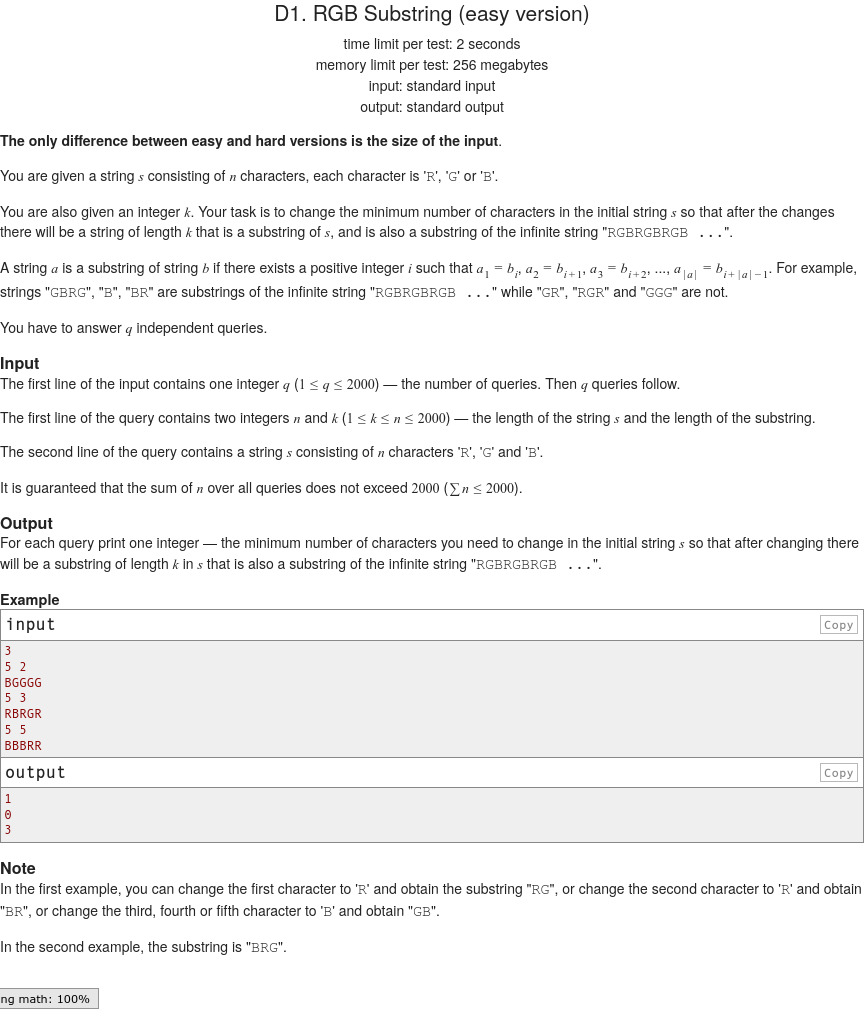 D1. RGB Substring (easy version)
time limit per test: 2 seconds
memory limit per test: 256 megabytes
input: standard input
output: standard output
The only difference between easy and hard versions is the size of the input.
You are given a string s consisting of n characters, each character is 'R', 'G' or 'B'.
You are also given an integer k. Your task is to change the minimum number of characters in the initial string s so that after the changes
there will be a string of length k that is a substring of s, and is also a substring of the infinite string "RGBRGBRGB ...".
A string a is a substring of string b if there exists a positive integer i such that a_1 = b_i, a_2 = b_{i+1}, a_3 = b_{i+2}, ..., a_{|a|} = b_{i+|a|-1}. For example,
strings "GBRG", "B", "BR" are substrings of the infinite string "RGBRGBRGB ..." while "GR", "RGR" and "GGG" are not.
You have to answer q independent queries.
Input
The first line of the input contains one integer q (1 ≤ q ≤ 2000) — the number of queries. Then q queries follow.
The first line of the query contains two integers n and k (1 ≤ k ≤ n ≤ 2000) — the length of the string s and the length of the substring.
The second line of the query contains a string s consisting of n characters 'R', 'G' and 'B'.
It is guaranteed that the sum of n over all queries does not exceed 2000 (∑ n ≤ 2000).
Output
For each query print one integer — the minimum number of characters you need to change in the initial string s so that after changing there
will be a substring of length k in s that is also a substring of the infinite string "RGBRGBRGB ...".
Example
input Copy
3
5 2
BGGGG
5 3
RBRGR
5 5
BBBRR
output Copy
1
0
3
Note
In the first example, you can change the first character to 'R' and obtain the substring "RG", or change the second character to 'R' and obtain
"BR", or change the third, fourth or fifth character to 'B' and obtain "GB".
In the second example, the substring is "BRG".
ng math: 100%